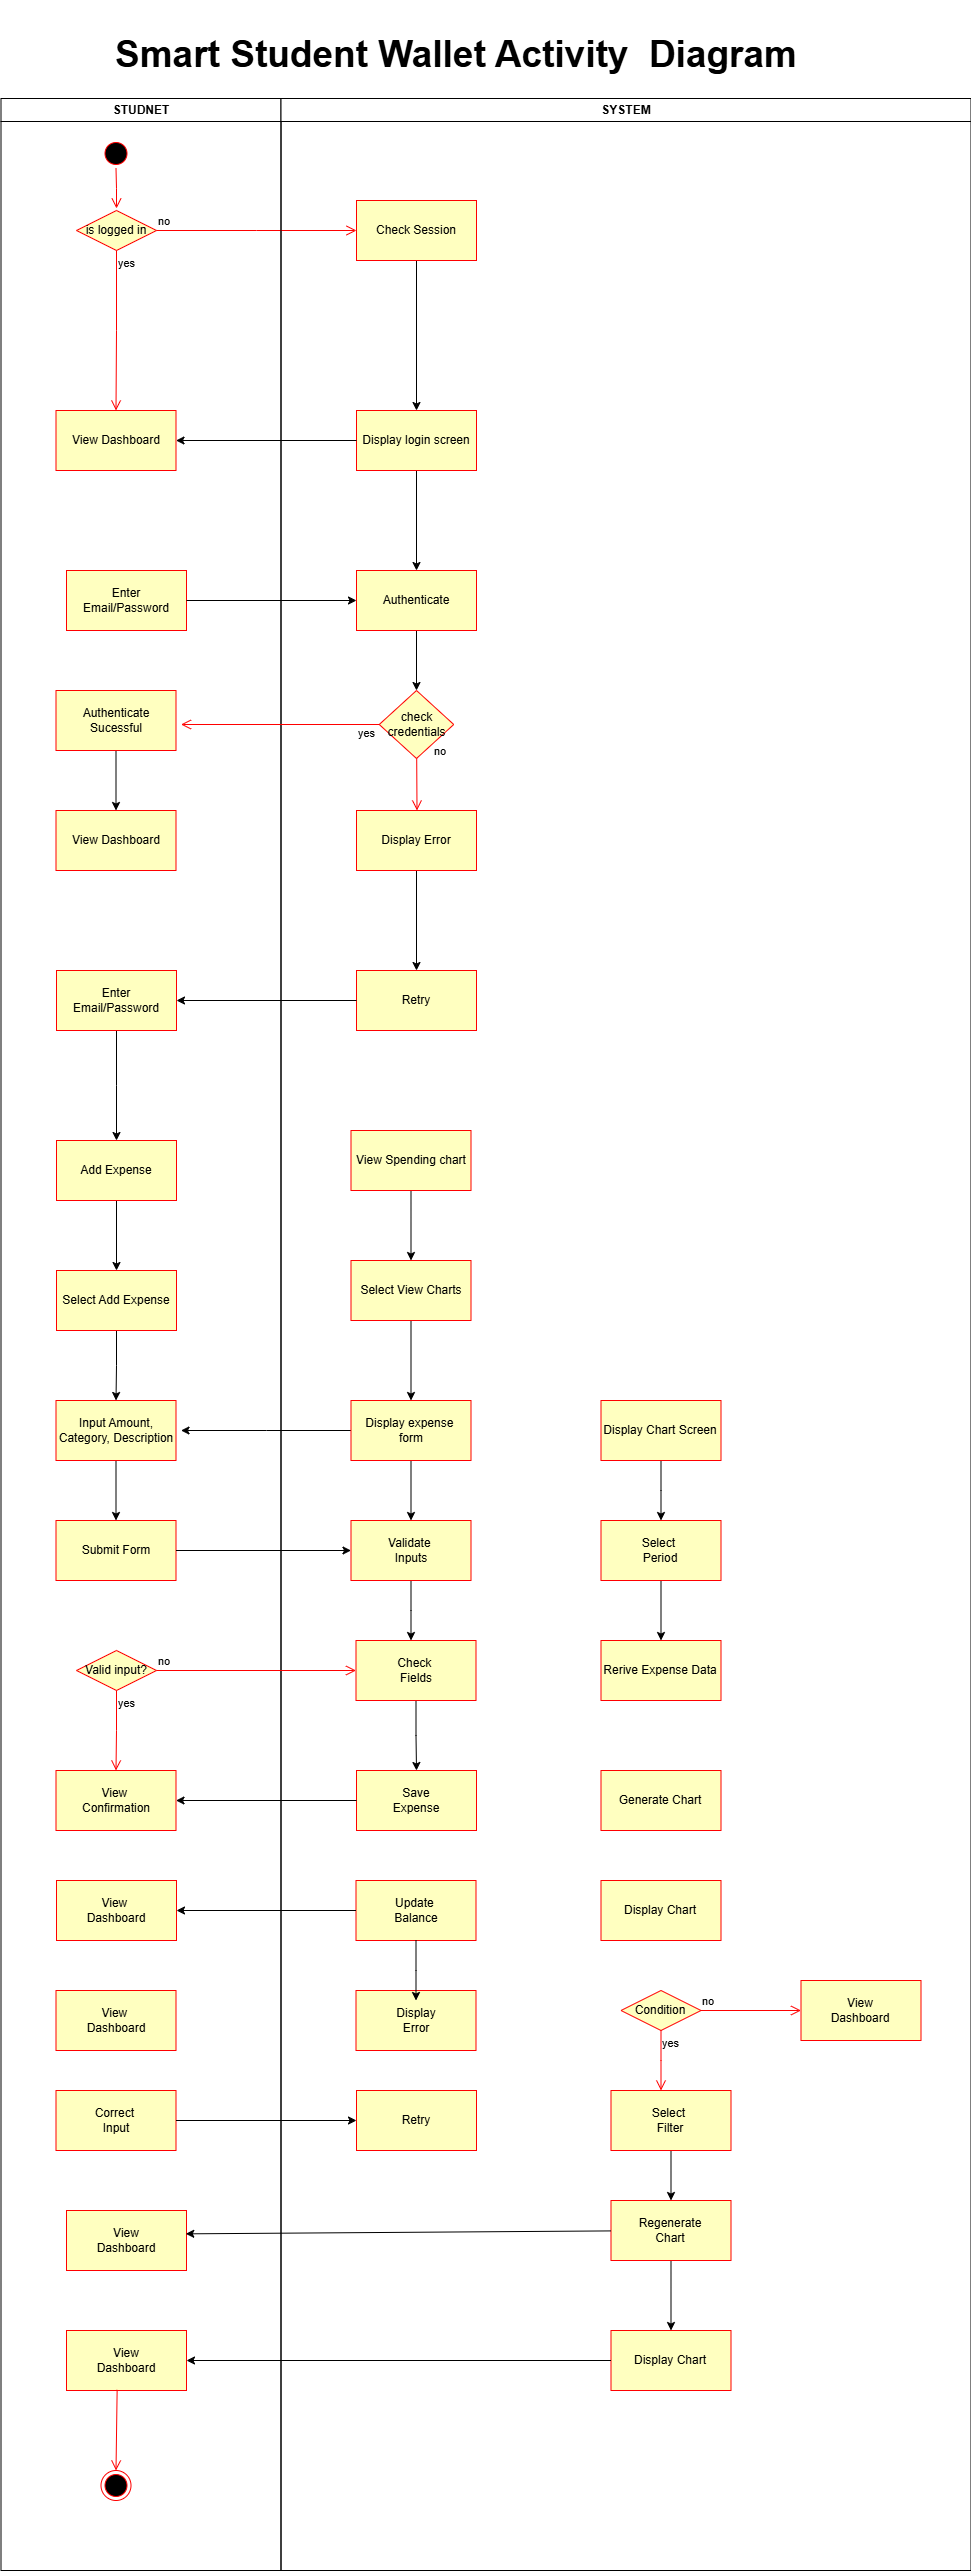 Smart Student Wallet Activity  Diagram
STUDNET
SYSTEM
is logged in
no
Check Session
yes
View Dashboard
Display login screen
Enter
Email/Password
Authenticate
Authenticate
Sucessful
check
credentials
yes
no
View Dashboard
Display Error
Enter
Email/Password
Retry
Add Expense
View Spending chart
Select Add Expense
Select View Charts
Input Amount,
Category, Description
Display expense
form
Display Chart Screen
Submit Form
Validate
Inputs
Select
Period
Valid input?
no
Check
Fields
Rerive Expense Data
yes
View
Confirmation
Save
Expense
Generate Chart
View
Dashboard
Update
Balance
Display Chart
View
Dashboard
Display
Error
Condition
no
View
Dashboard
yes
Correct
Input
Retry
Select
Filter
View
Dashboard
Regenerate
Chart
View
Dashboard
Display Chart